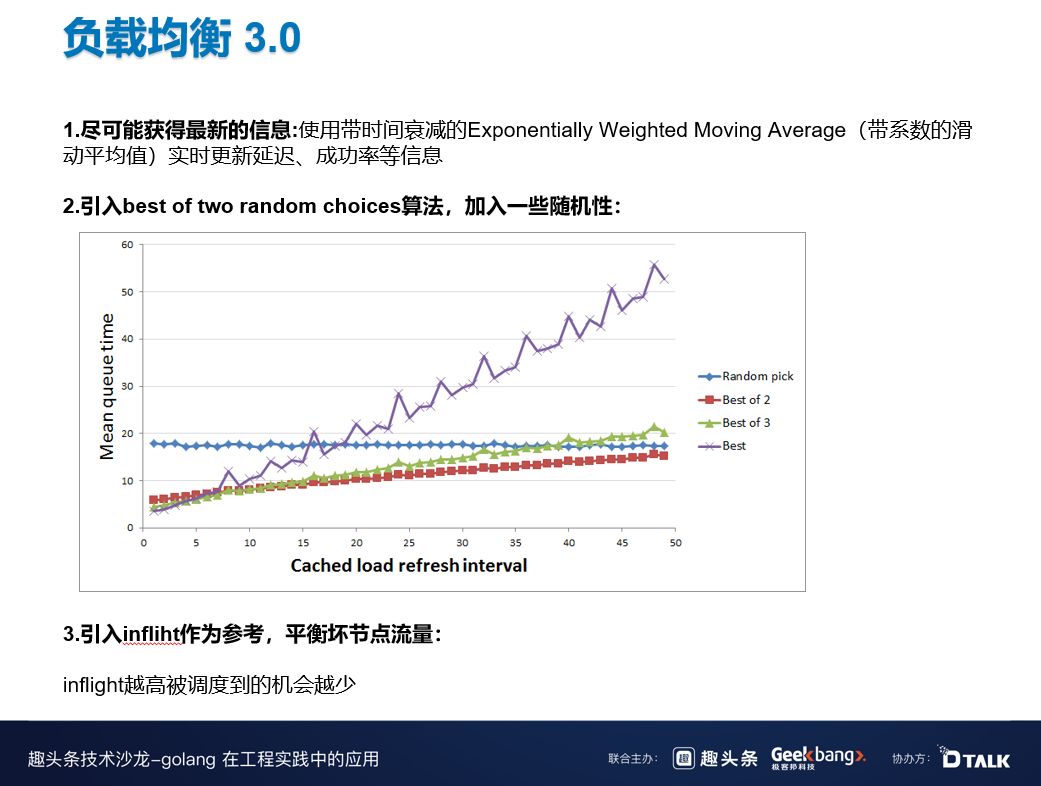 负载均衡 3.0
1.尽可能获得最新的信息:使用带时间衰减的Exponentially Weighted Moving Average（带系数的滑
动平均值）实时更新延迟、成功率等信息
2.引入best of two random choices算法，加入一些随机性：
60
50
40
30
20
10
0
Mean queue time
0 5 10 15 20 25 30 35 40 45 50
Cached load refresh interval
Random pick
Best of 2
Best of 3
Best
3.引入infliht作为参考，平衡坏节点流量：
inflight越高被调度到的机会越少
趣头条技术沙龙–golang 在工程实践中的应用
联合主办： 趣头条 Geekbang>.
极客邦科技
协办方： DTALK